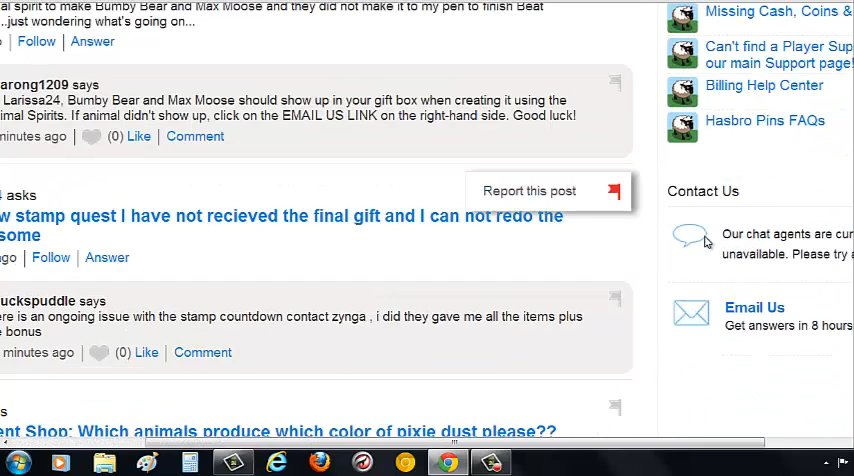 al spirit to make Bumby Bear and Max Moose and they did not make it to my pen to finish Beat
...just wondering what's going on...
Follow | Answer
arong1209 says
Larissa24, Bumby Bear and Max Moose should show up in your gift box when creating it using the
imal Spirits. If animal didn't show up, click on the EMAIL US LINK on the right-hand side. Good luck!
minutes ago | (0) Like | Comment
4 asks
Report this post
w stamp quest I have not recieved the final gift and I can not redo the
some
ago | Follow | Answer
uckspuddle says
ere is an ongoing issue with the stamp countdown contact zynga , i did they gave me all the items plus
e bonus
minutes ago | (0) Like | Comment
s
ent Shop: Which animals produce which color of pixie dust please??
Missing Cash, Coins &
Can't find a Player Sup
our main Support page!
Billing Help Center
Hasbro Pins FAQs
Contact Us
Our chat agents are cur
unavailable. Please try a
Email Us
Get answers in 8 hours